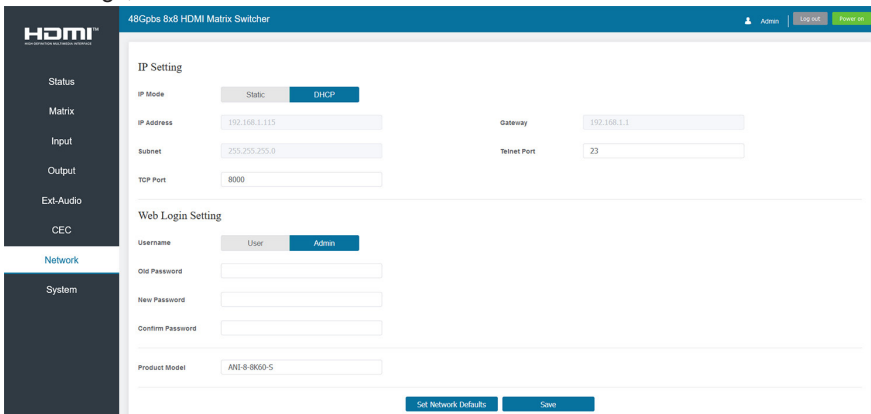 HDMI™
HIGH-DEFINITION MULTIMEDIA INTERFACE
48Gpbs 8x8 HDMI Matrix Switcher
Admin
Log out
Power on
Status
Matrix
Input
Output
Ext-Audio
CEC
Network
System
IP Setting
IP Mode Static DHCP
IP Address 192.168.1.115 Gateway 192.168.1.1
Subnet 255.255.255.0 Telnet Port 23
TCP Port 8000
Web Login Setting
Username User Admin
Old Password
New Password
Confirm Password
Product Model ANI-8-8K60-S
Set Network Defaults Save